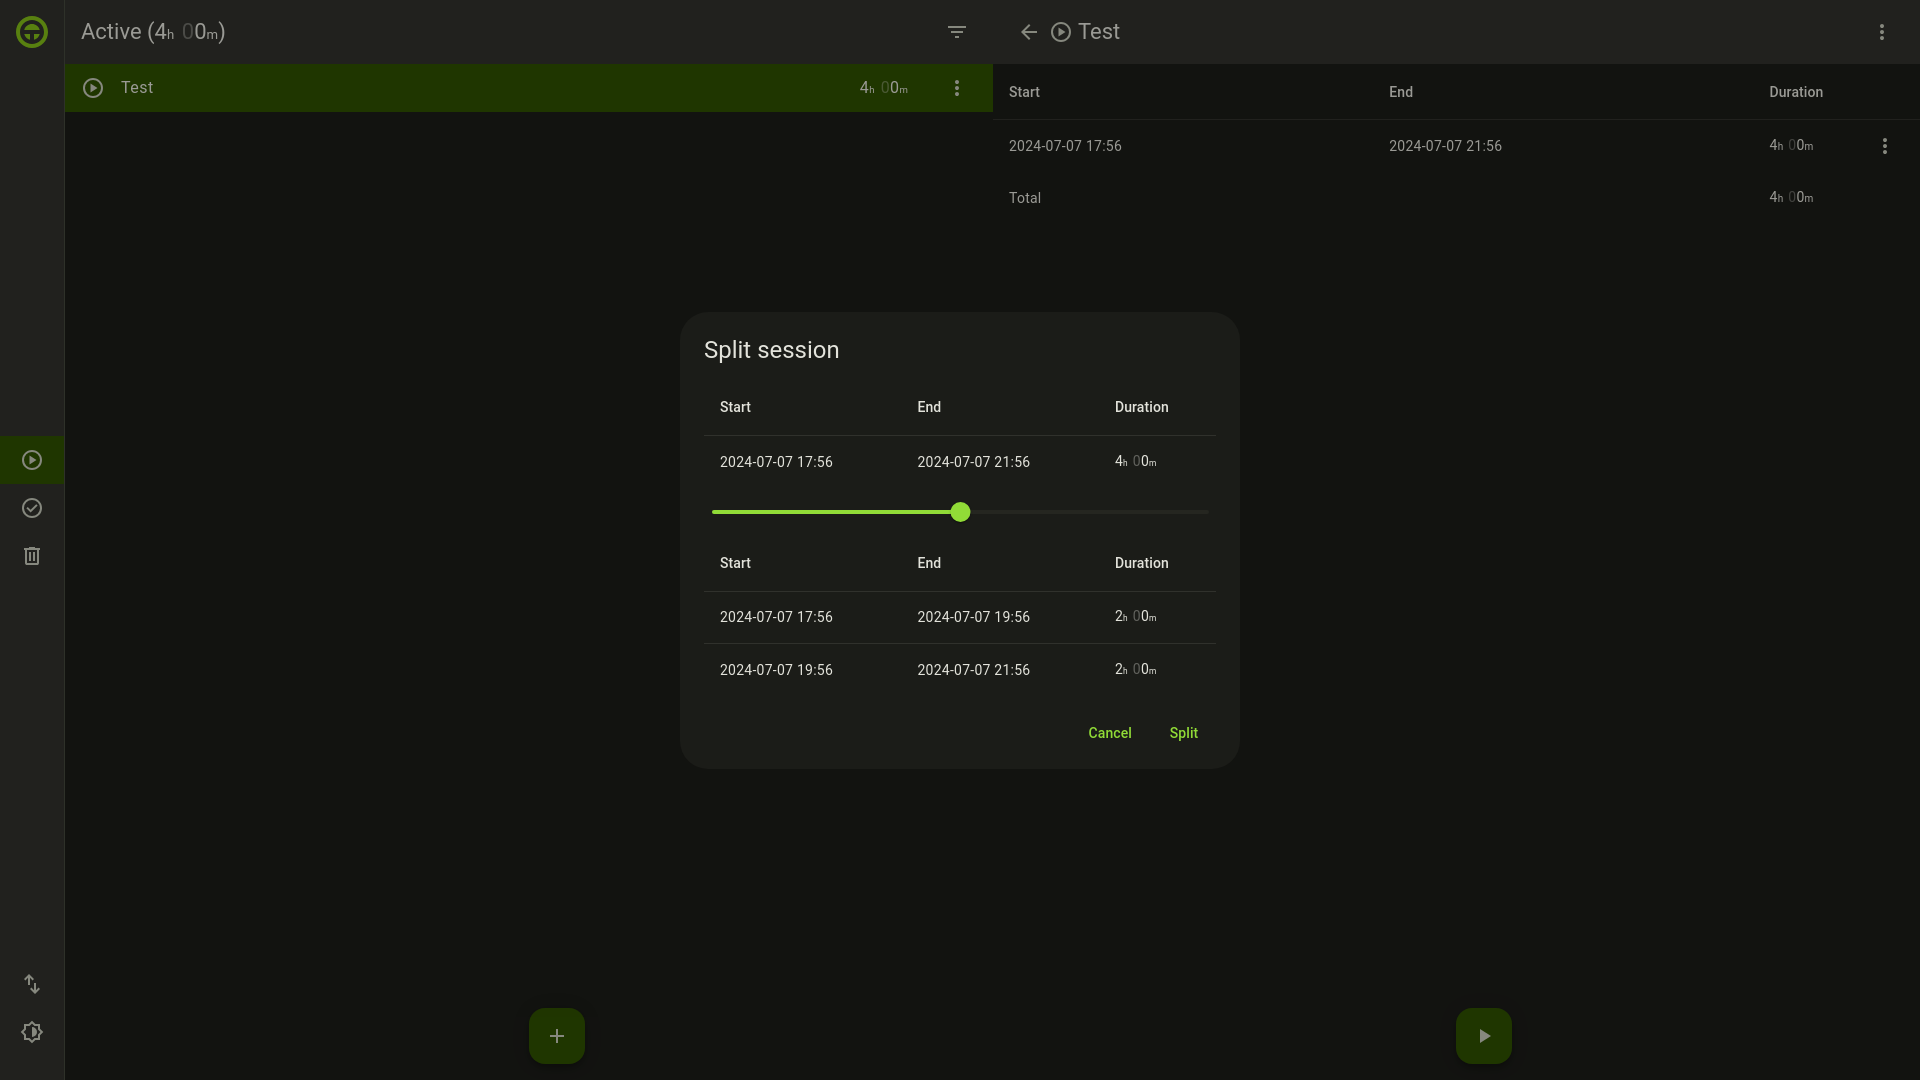 Active (4h 00m)
Test
Test 4h 00m
Start End Duration
2024-07-07 17:56 2024-07-07 21:56 4h 00m
Total 4h 00m
Split session
Start End Duration
2024-07-07 17:56 2024-07-07 21:56 4h 00m
Start End Duration
2024-07-07 17:56 2024-07-07 19:56 2h 00m
2024-07-07 19:56 2024-07-07 21:56 2h 00m
Cancel Split